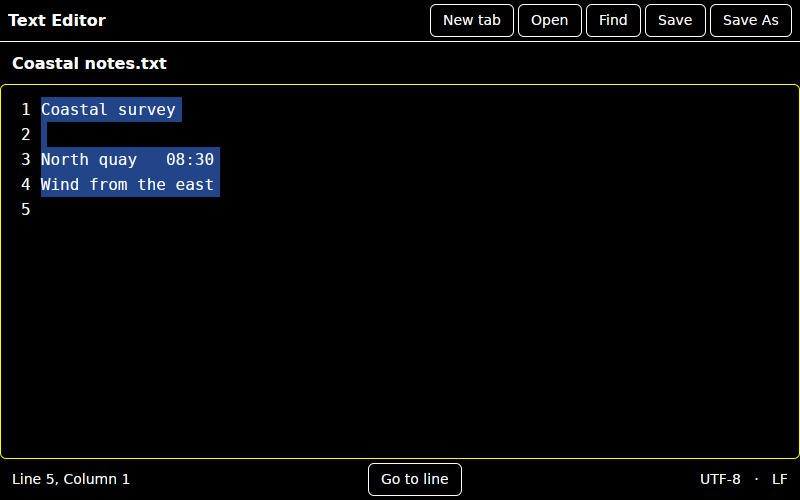 Text Editor
New tab Open Find Save Save As
Coastal notes.txt
1 Coastal survey
2
3 North quay   08:30
4 Wind from the east
5
Line 5, Column 1
Go to line
UTF-8 · LF